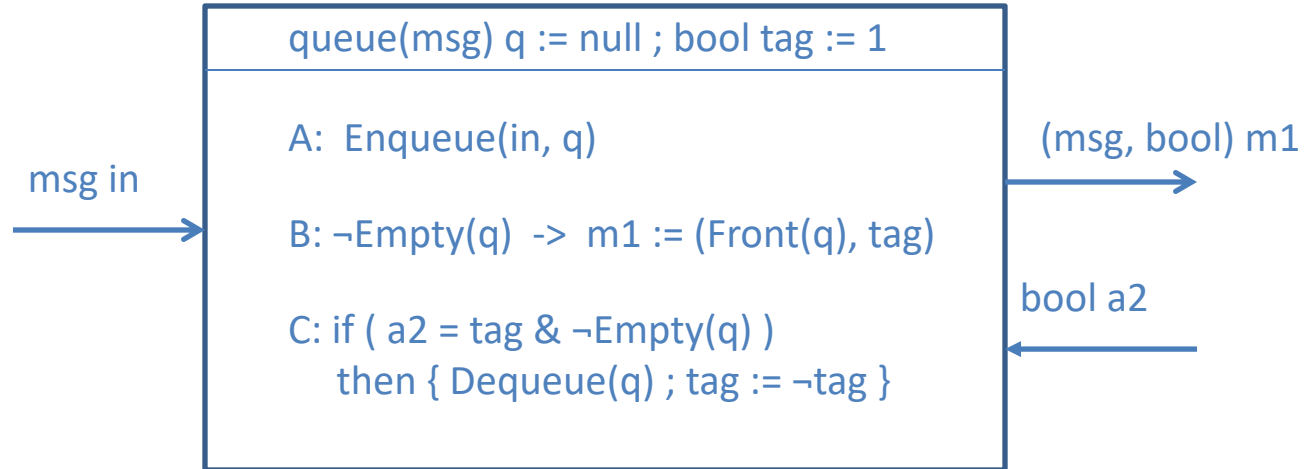 queue(msg) q := null ; bool tag := 1
A: Enqueue(in, q)
(msg, bool) m1
msg in
B: ¬Empty(q) -> m1 := (Front(q), tag)
bool a2
C: if ( a2 = tag & ¬Empty(q) )
then { Dequeue(q) ; tag := ¬tag }